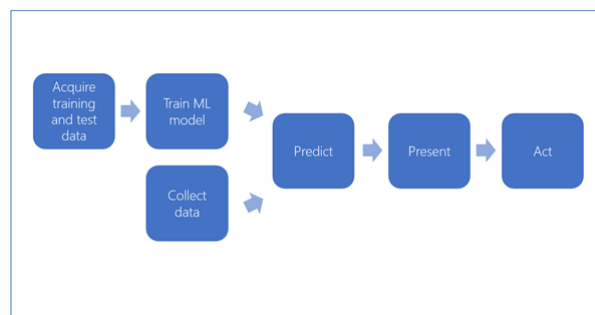 Acquire
training
and test
data
Train ML
model
Collect
data
Predict
Present
Act